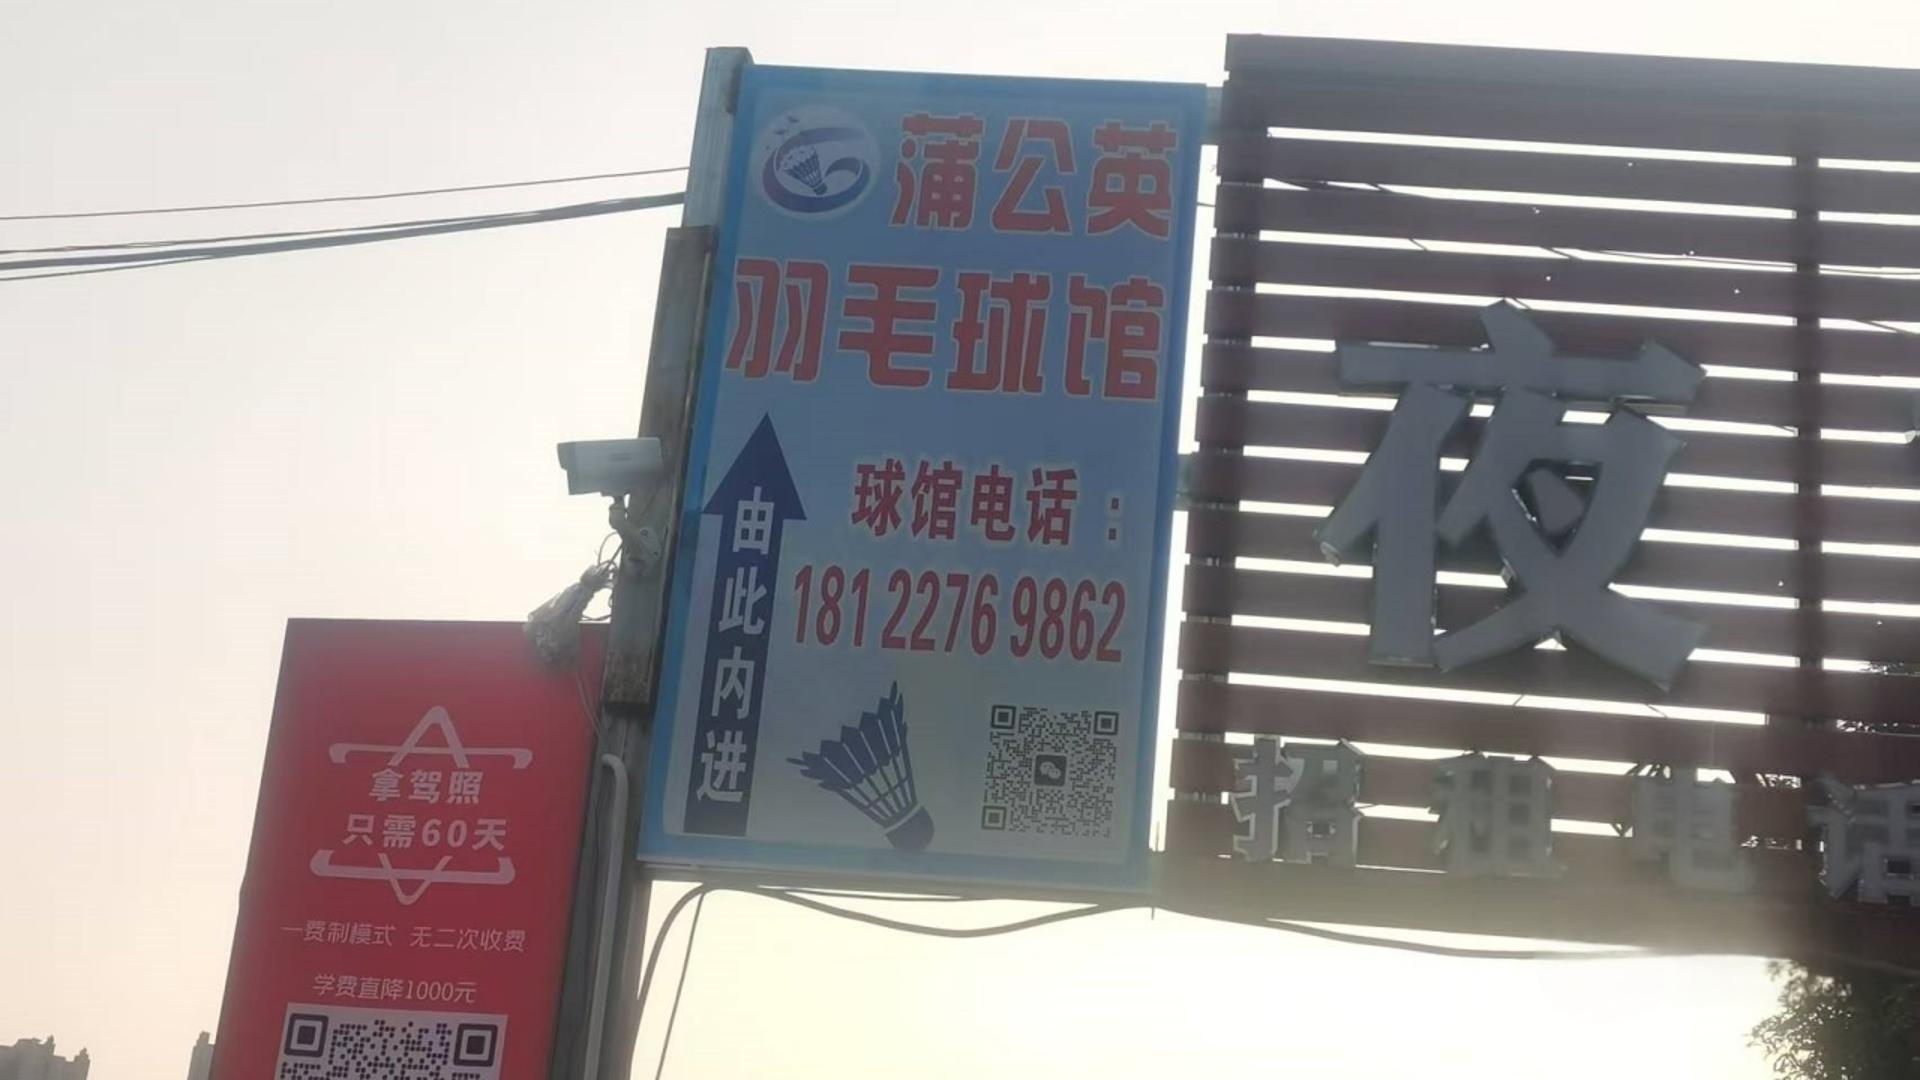 蒲公英
羽毛球馆
球馆电话：
181 2276 9862
由此内进
夜
招租电话
拿驾照
只需60天
一费制模式 无二次收费
学费直降1000元